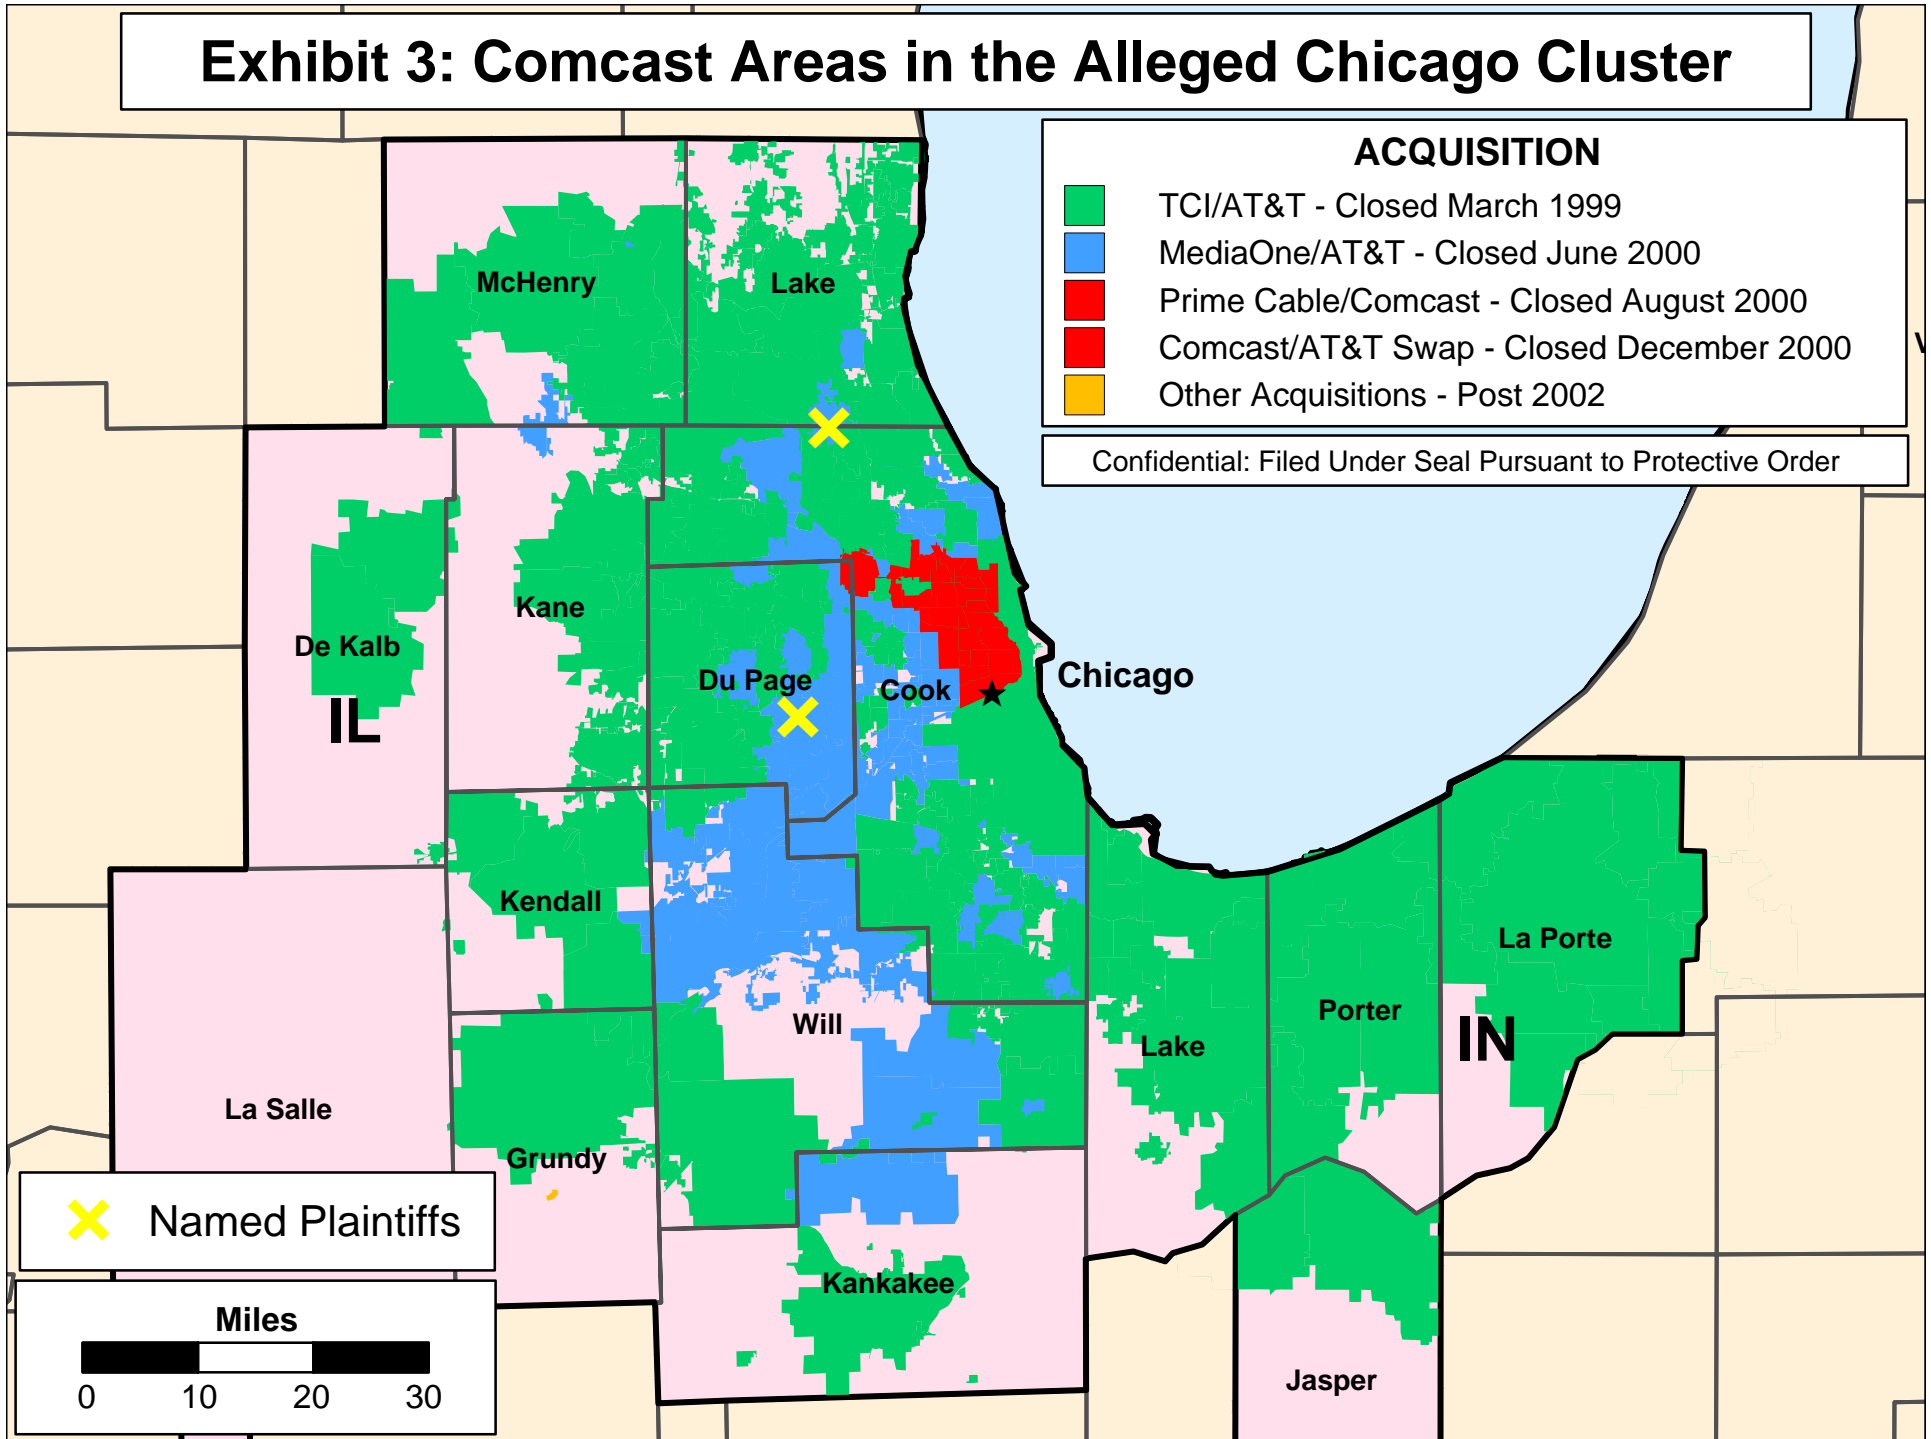 Exhibit 3: Comcast Areas in the Alleged Chicago Cluster
ACQUISITION
TCI/AT&T - Closed March 1999
MediaOne/AT&T - Closed June 2000
Prime Cable/Comcast - Closed August 2000
Comcast/AT&T Swap - Closed December 2000
Other Acquisitions - Post 2002
Confidential: Filed Under Seal Pursuant to Protective Order
McHenry
Lake
Kane
De Kalb
IL
Du Page
Cook
Chicago
Kendall
La Porte
Will
Porter
IN
Lake
La Salle
Grundy
Named Plaintiffs
Kankakee
Jasper
Miles
0 10 20 30